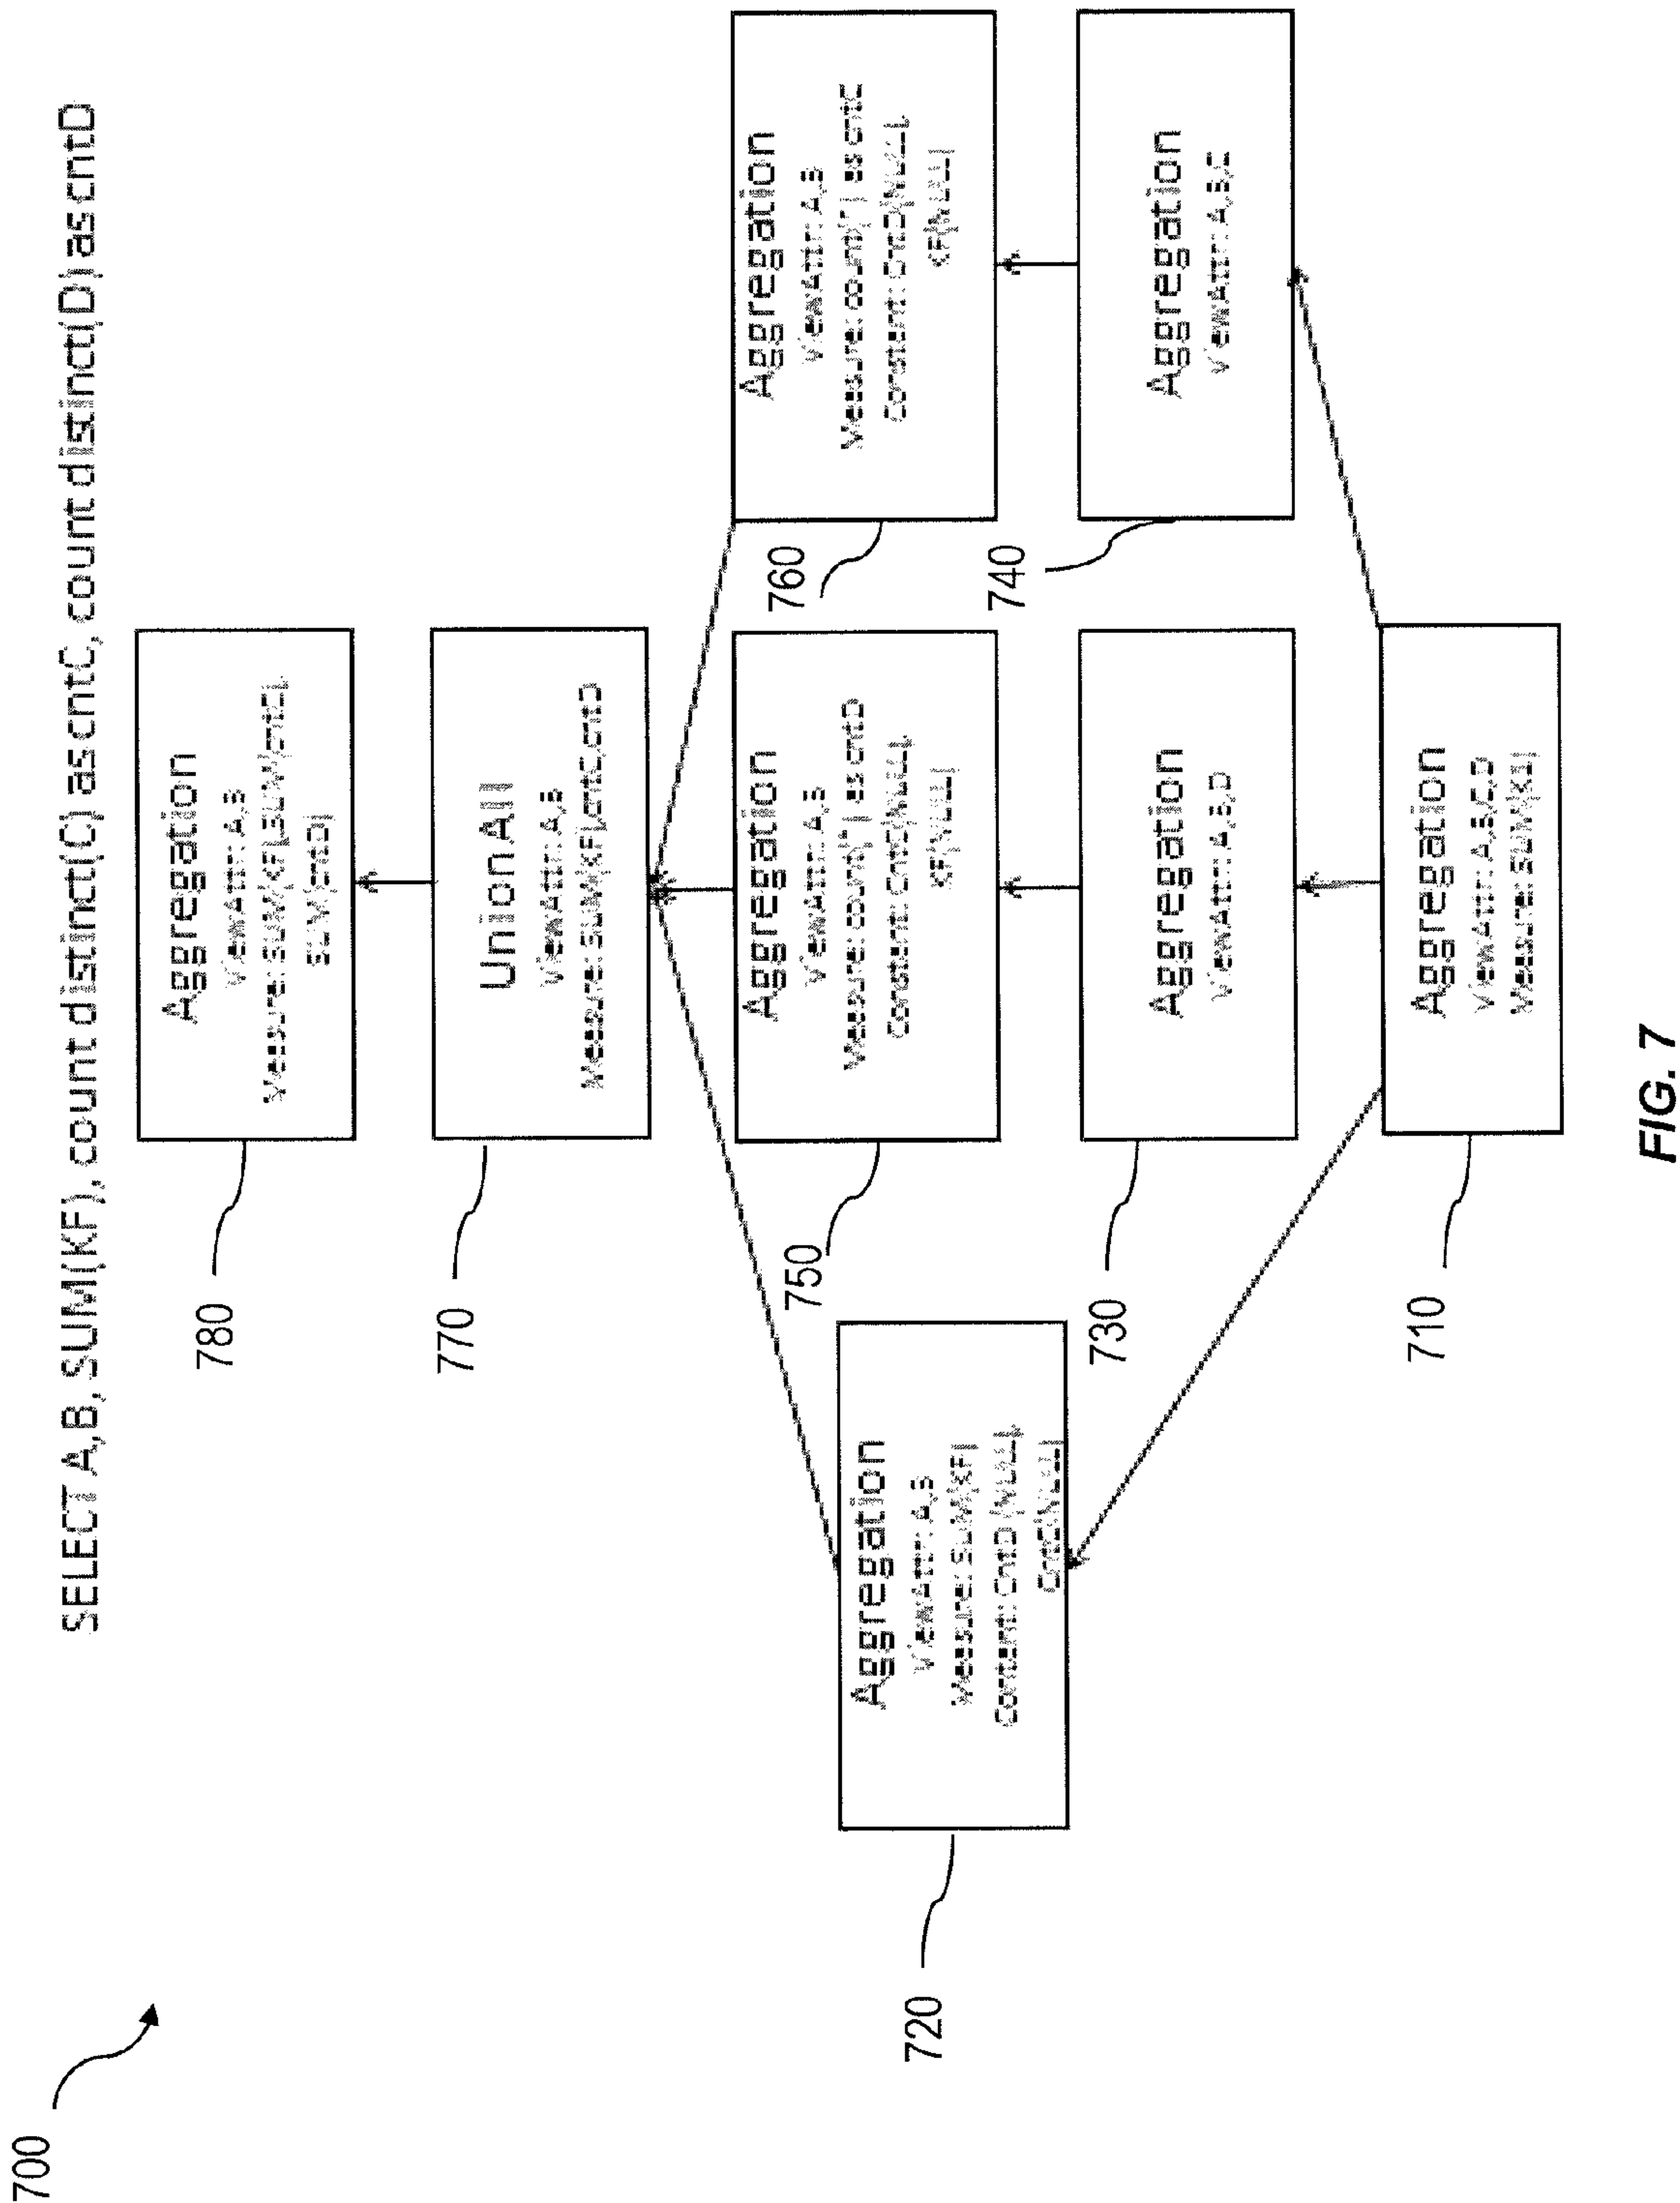 700
SELECT A,B, SUM(KF), count distinct(C) as cntC, count distinct(D) as cntD
780
Aggregation
ViewAttr: A,B
Measure: SUM(KF), SUM(cntC),
SUM(cntD)
770
Union All
ViewAttr: A,B
Measure: SUM(KF),cntC,cntD
720
Aggregation
ViewAttr: A,B
Measure: SUM(KF)
CntD (NULL),
CntC(NULL)
750
Aggregation
ViewAttr: A,B
Measure: count(*) as cntD
Constant: CntC(NULL),
KF(NULL)
760
Aggregation
ViewAttr: A,B
Measure: count(*) as cntC
Constant: CntD(NULL),
KF(NULL)
730
Aggregation
ViewAttr: A,B,D
740
Aggregation
ViewAttr: A,B,C
710
Aggregation
ViewAttr: A,B,C,D
Measure:
FIG. 7